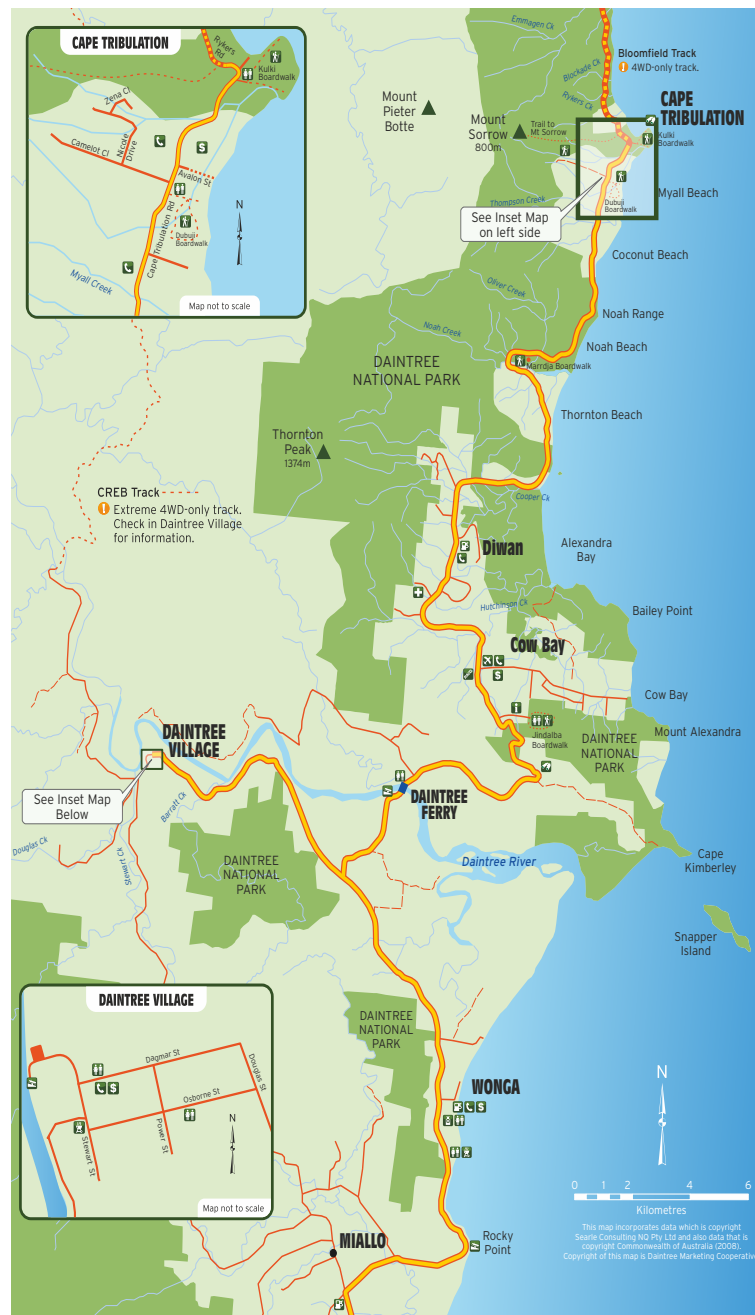 CAPE TRIBULATION
Rykers
Rd
Kulki
Boardwalk
Zena Cl
Nicole
Drive
Camelot Cl
Avalon St
Cape Tribulation Rd
Dubuji
Boardwalk
N
Myall Creek
Map not to scale
Emmagen Ck
Bloomfield Track
4WD-only track.
Blockade Ck
Rykers Ck
CAPE
TRIBULATION
Mount
Pieter
Botte
Mount
Sorrow
800m
Trail to
Mt Sorrow
Kulki
Boardwalk
Thompson Creek
Dubuji
Boardwalk
Myall Beach
See Inset Map
on left side
Coconut Beach
Oliver Creek
Noah Range
Noah Creek
Noah Beach
Marrdja Boardwalk
DAINTREE
NATIONAL PARK
Thornton Beach
Thornton
Peak
1374m
CREB Track
Extreme 4WD-only track.
Check in Daintree Village
for information.
Cooper Ck
Diwan
Alexandra
Bay
Hutchinson Ck
Bailey Point
Cow Bay
Cow Bay
Jindalba
Boardwalk
DAINTREE
NATIONAL
PARK
Mount Alexandra
DAINTREE
VILLAGE
See Inset Map
Below
Barratt Ck
DAINTREE
FERRY
Douglas Ck
Stewart Ck
DAINTREE
NATIONAL
PARK
Daintree River
Cape
Kimberley
Snapper
Island
DAINTREE VILLAGE
Dagmar St
Douglas St
Osborne St
Power St
Stewart St
N
Map not to scale
DAINTREE
NATIONAL
PARK
WONGA
N
0 1 2 4 6
Kilometres
Rocky
Point
MIALLO
This map incorporates data which is copyright
Searle Consulting NQ Pty Ltd and also data that is
copyright Commonwealth of Australia (2008).
Copyright of this map is Daintree Marketing Cooperative